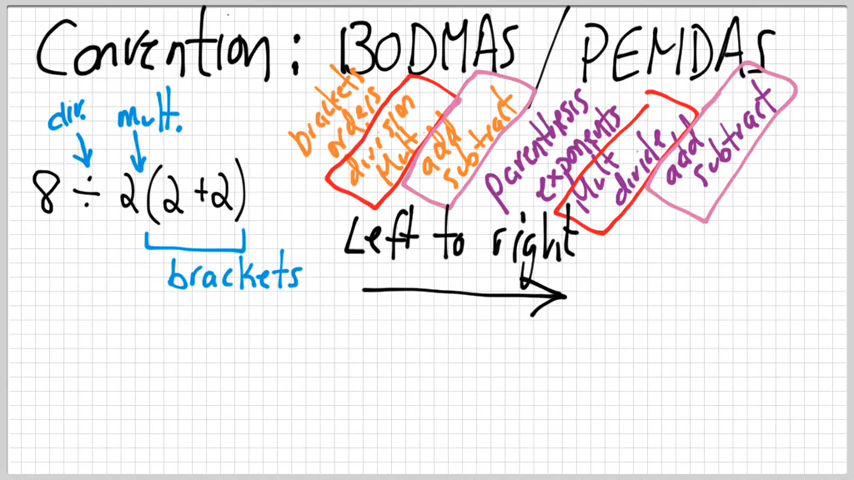 Convention: BODMAS / PEMDAS
div. mult.
8 ÷ 2(2+2)
brackets
brackets
orders
division
Mult
add
subtract
parenthesis
exponents
Mult
divide
add
subtract
Left to right